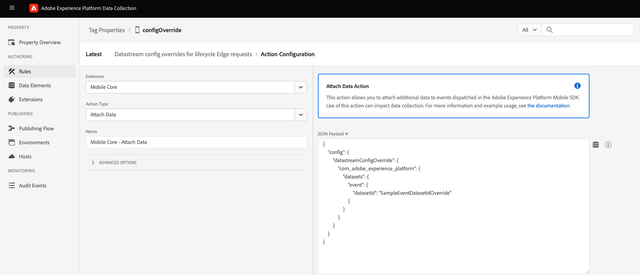 Adobe Experience Platform Data Collection
PROPERTY
Property Overview
AUTHORING
Rules
Data Elements
Extensions
PUBLISHING
Publishing Flow
Environments
Hosts
MONITORING
Audit Events
Tag Properties > configOverride
All
Latest
Datastream config overrides for lifecycle Edge requests > Action Configuration
Extension
Mobile Core
Action Type
Attach Data
Name
Mobile Core - Attach Data
ADVANCED OPTIONS
Attach Data Action
This action allows you to attach additional data to events dispatched in the Adobe Experience Platform Mobile SDK.
Use of this action can impact data collection. For more information and example usage, see the documentation.
JSON Payload *
{
"config": {
"datastreamConfigOverride": {
"com_adobe_experience_platform": {
"datasets": {
"event": {
"datasetId": "SampleEventDatasetIdOverride"
}
}
}
}
}
}